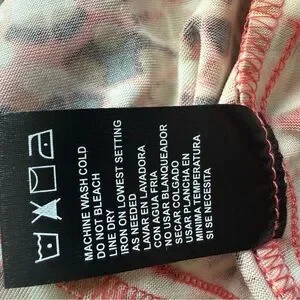 MACHINE WASH COLD
DO NOT BLEACH
LINE DRY
IRON ON LOWEST SETTING
AS NEEDED
LAVAR EN LAVADORA
CON AGUA FRIA
NO USAR BLANQUEADOR
SECAR COLGADO
USAR PLANCHA EN
MINIMA TEMPERATURA
SI SE NECESITA